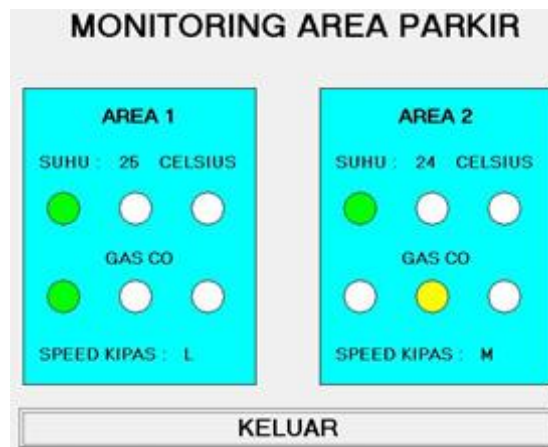 MONITORING AREA PARKIR
AREA 1
SUHU : 25 CELSIUS
GAS CO
SPEED KIPAS : L
AREA 2
SUHU : 24 CELSIUS
GAS CO
SPEED KIPAS : M
KELUAR